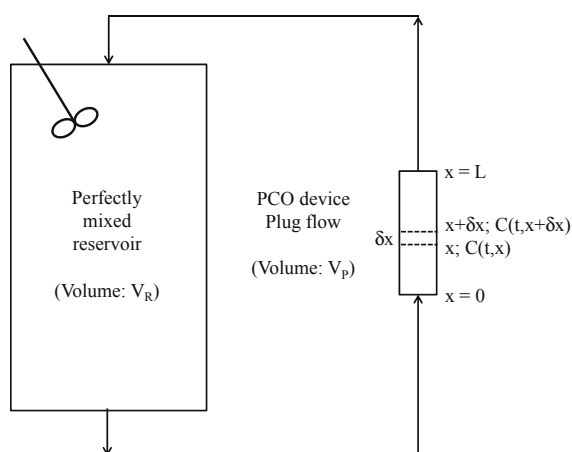 Perfectly
mixed
reservoir
(Volume: V_R)
PCO device
Plug flow
(Volume: V_P)
δx
x = L
x+δx; C(t,x+δx)
x; C(t,x)
x = 0